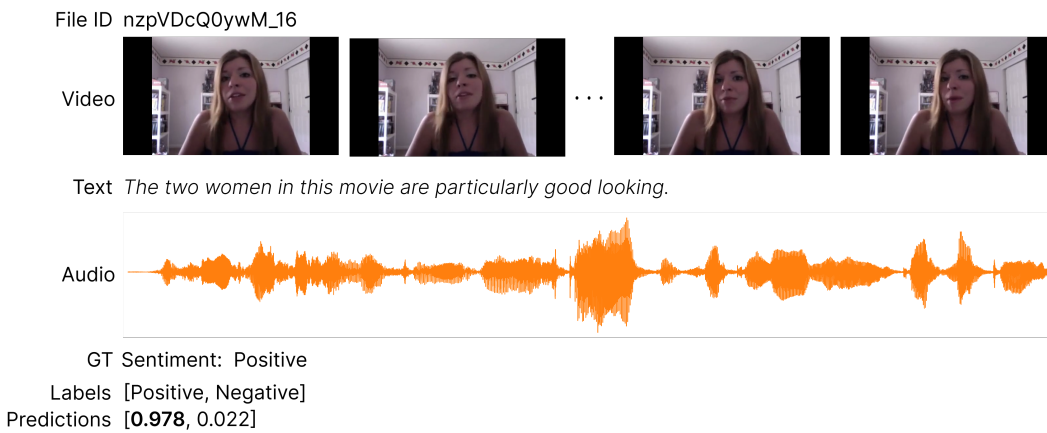 File ID nzpVDcQ0ywM_16
Video
. . .
Text The two women in this movie are particularly good looking.
Audio
GT Sentiment: Positive
Labels [Positive, Negative]
Predictions [0.978, 0.022]